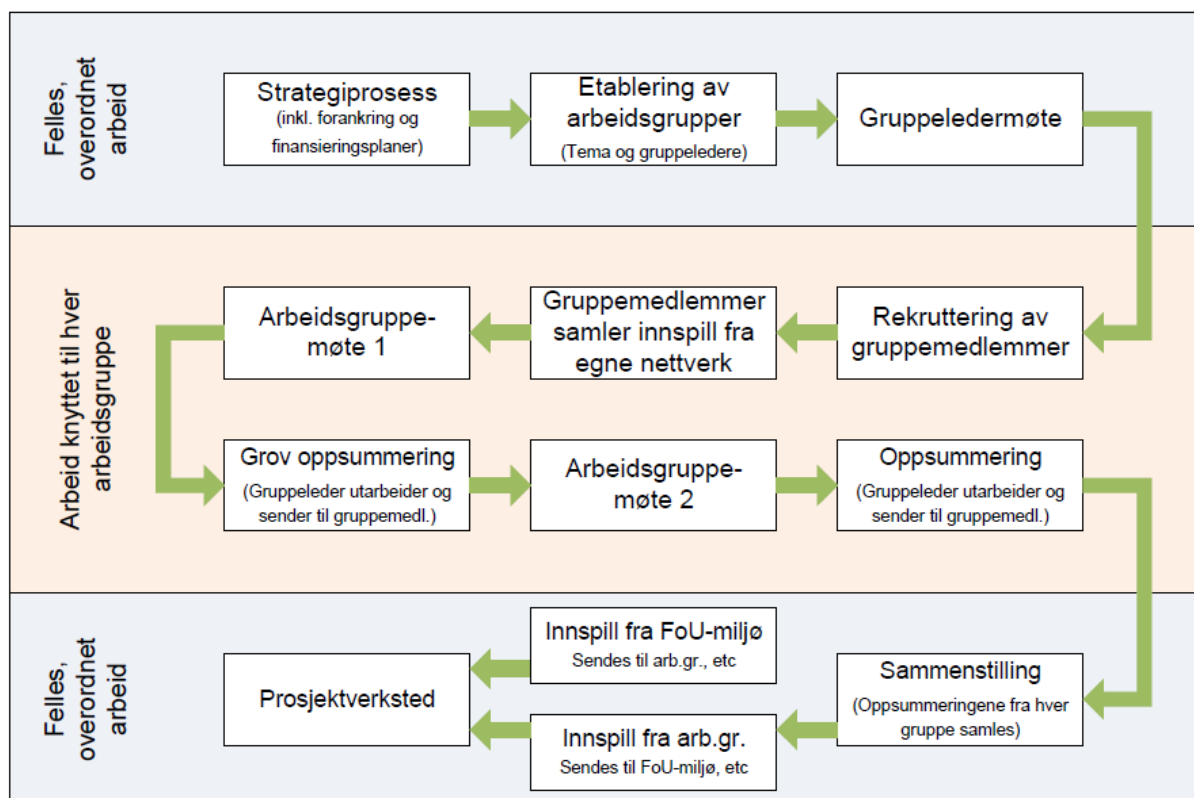 Felles,
overordnet
arbeid
Strategiprosess
(inkl. forankring og
finansieringsplaner)
Etablering av
arbeidsgrupper
(Tema og gruppeledere)
Gruppeledermøte
Arbeid knyttet til hver
arbeidsgruppe
Arbeidsgruppe-
møte 1
Gruppemedlemmer
samler innspill fra
egne nettverk
Rekruttering av
gruppemedlemmer
Grov oppsummering
(Gruppeleder utarbeider og
sender til gruppemedl.)
Arbeidsgruppe-
møte 2
Oppsummering
(Gruppeleder utarbeider og
sender til gruppemedl.)
Felles,
overordnet
arbeid
Prosjektverksted
Innspill fra FoU-miljø
Sendes til arb.gr., etc
Innspill fra arb.gr.
Sendes til FoU-miljø, etc
Sammenstilling
(Oppsummeringene fra hver
gruppe samles)